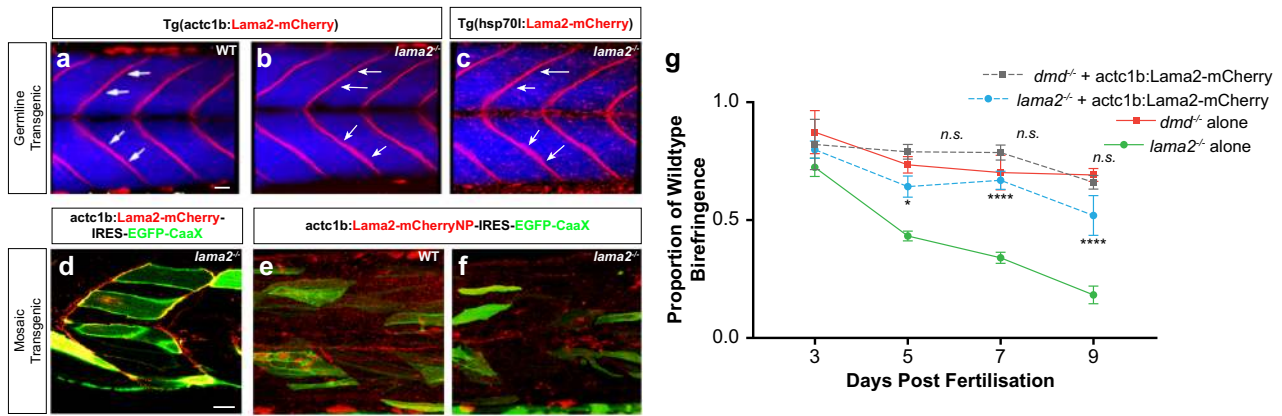 Tg(actc1b:Lama2-mCherry)
Tg(hsp70l:Lama2-mCherry)
Germline
Transgenic
a
WT
b
lama2-/-
c
lama2-/-
actc1b:Lama2-mCherry-
IRES-EGFP-CaaX
actc1b:Lama2-mCherryNP-IRES-EGFP-CaaX
Mosaic
Transgenic
d
lama2-/-
e
WT
f
lama2-/-
g
dmd-/- + actc1b:Lama2-mCherry
lama2-/- + actc1b:Lama2-mCherry
dmd-/- alone
lama2-/- alone
Proportion of Wildtype
Birefringence
1.0
0.5
0.0
n.s.
n.s.
n.s.
*
****
****
3
5
7
9
Days Post Fertilisation